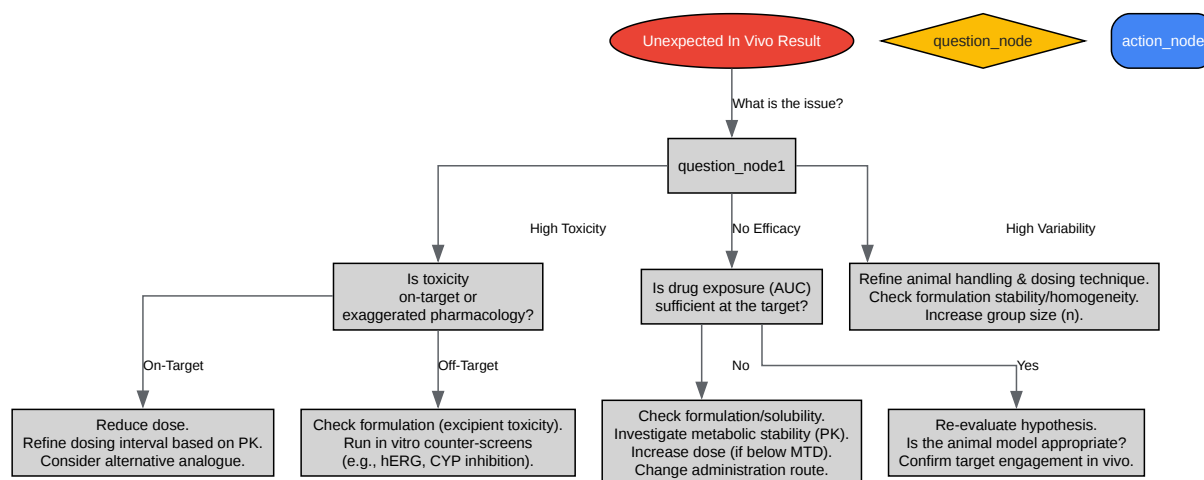 Unexpected In Vivo Result
question_node
action_node
What is the issue?
question_node1
High Toxicity
No Efficacy
High Variability
Is toxicity
on-target or
exaggerated pharmacology?
Is drug exposure (AUC)
sufficient at the target?
Refine animal handling & dosing technique.
Check formulation stability/homogeneity.
Increase group size (n).
On-Target
Off-Target
No
Yes
Reduce dose.
Refine dosing interval based on PK.
Consider alternative analogue.
Check formulation (excipient toxicity).
Run in vitro counter-screens
(e.g., hERG, CYP inhibition).
Check formulation/solubility.
Investigate metabolic stability (PK).
Increase dose (if below MTD).
Change administration route.
Re-evaluate hypothesis.
Is the animal model appropriate?
Confirm target engagement in vivo.